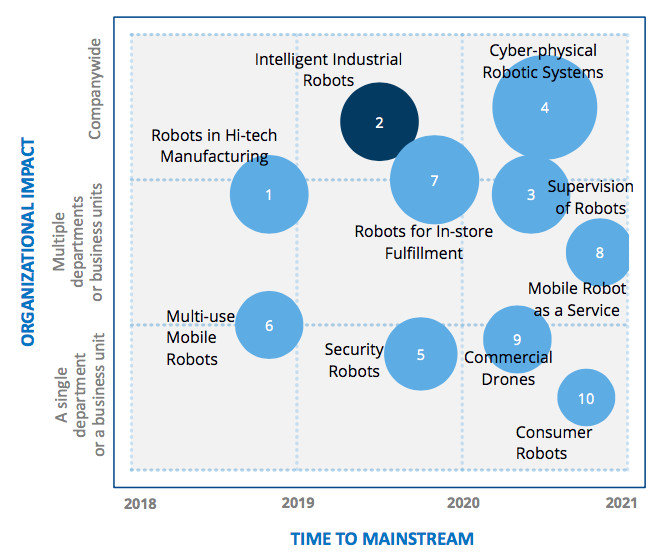 ORGANIZATIONAL IMPACT
Companywide
Multiple
departments
or business units
A single
department
or a business unit
Intelligent Industrial
Robots
2
Cyber-physical
Robotic Systems
4
Robots in Hi-tech
Manufacturing
1
7
Robots for In-store
Fulfillment
3
Supervision
of Robots
8
Mobile Robot
as a Service
Multi-use
Mobile
Robots
6
Security
Robots
5
9
Commercial
Drones
10
Consumer
Robots
2018
2019
2020
2021
TIME TO MAINSTREAM